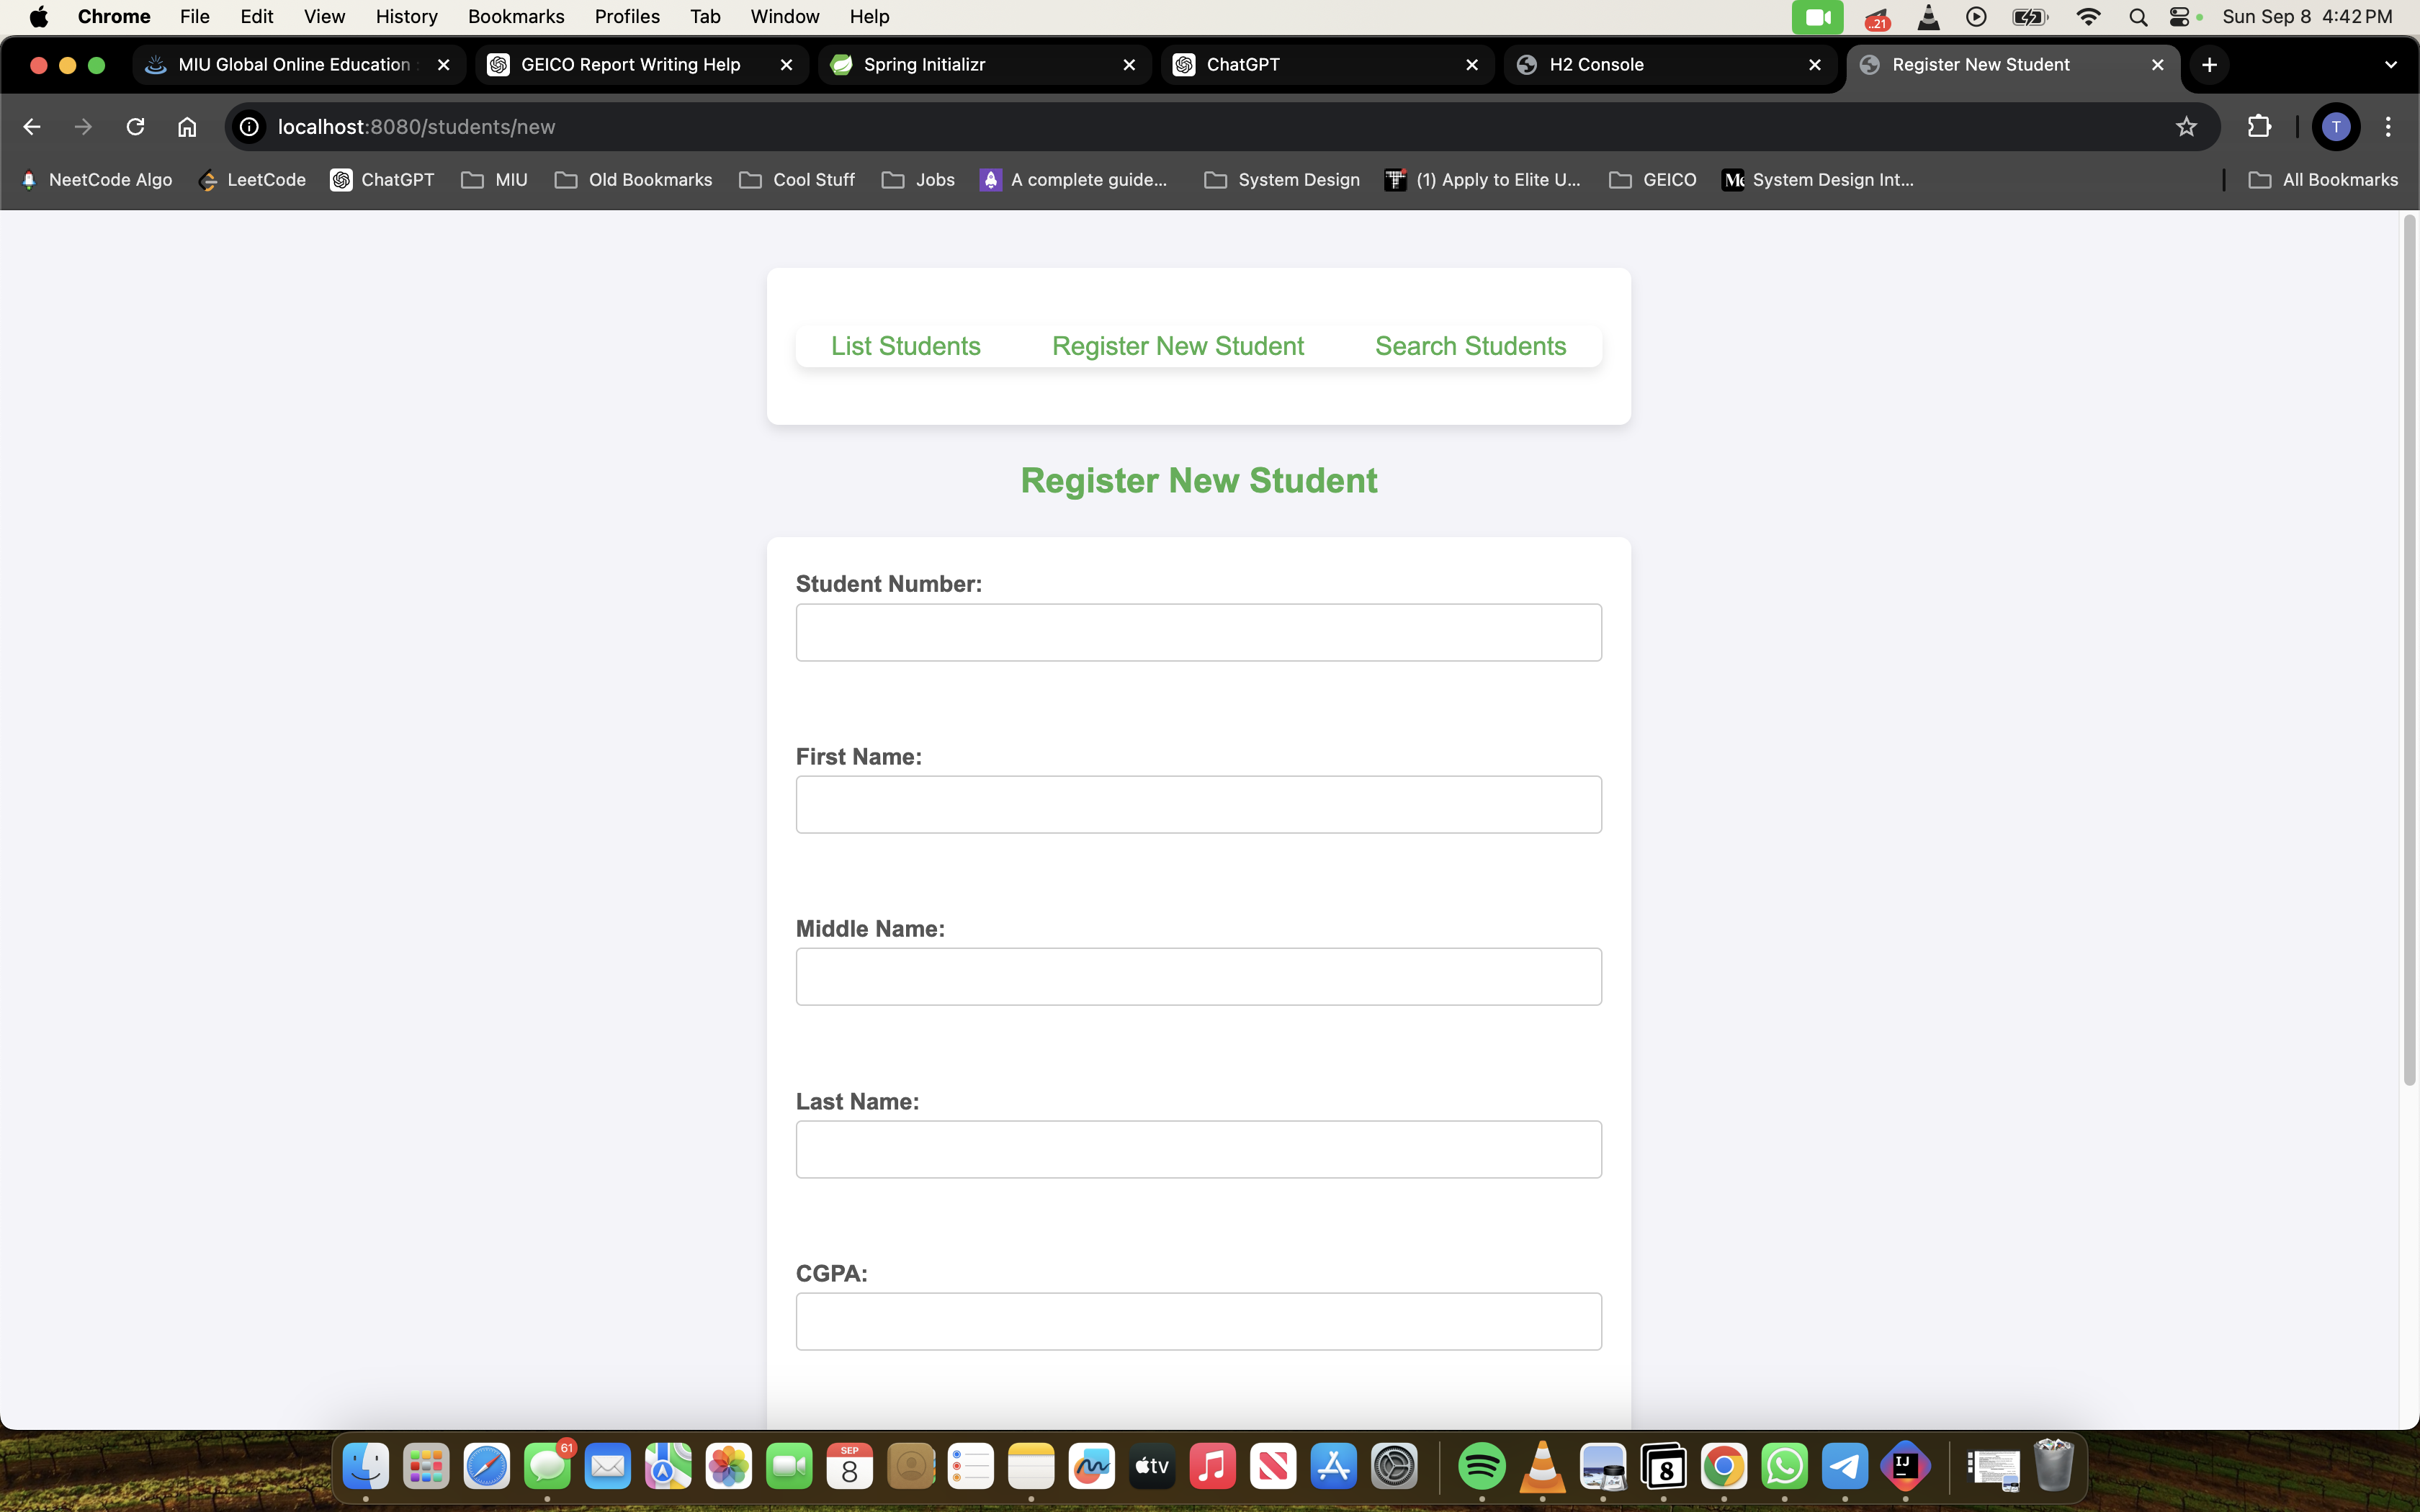 Chrome File Edit View History Bookmarks Profiles Tab Window Help ..21 Sun Sep 8 4:42 PM
MIU Global Online Education GEICO Report Writing Help Spring Initializr ChatGPT H2 Console Register New Student
localhost:8080/students/new T
NeetCode Algo LeetCode ChatGPT MIU Old Bookmarks Cool Stuff Jobs A complete guide... System Design (1) Apply to Elite U... GEICO System Design Int... All Bookmarks
List Students Register New Student Search Students
Register New Student
Student Number:
First Name:
Middle Name:
Last Name:
CGPA:
61 SEP 8 tv 8 IJ